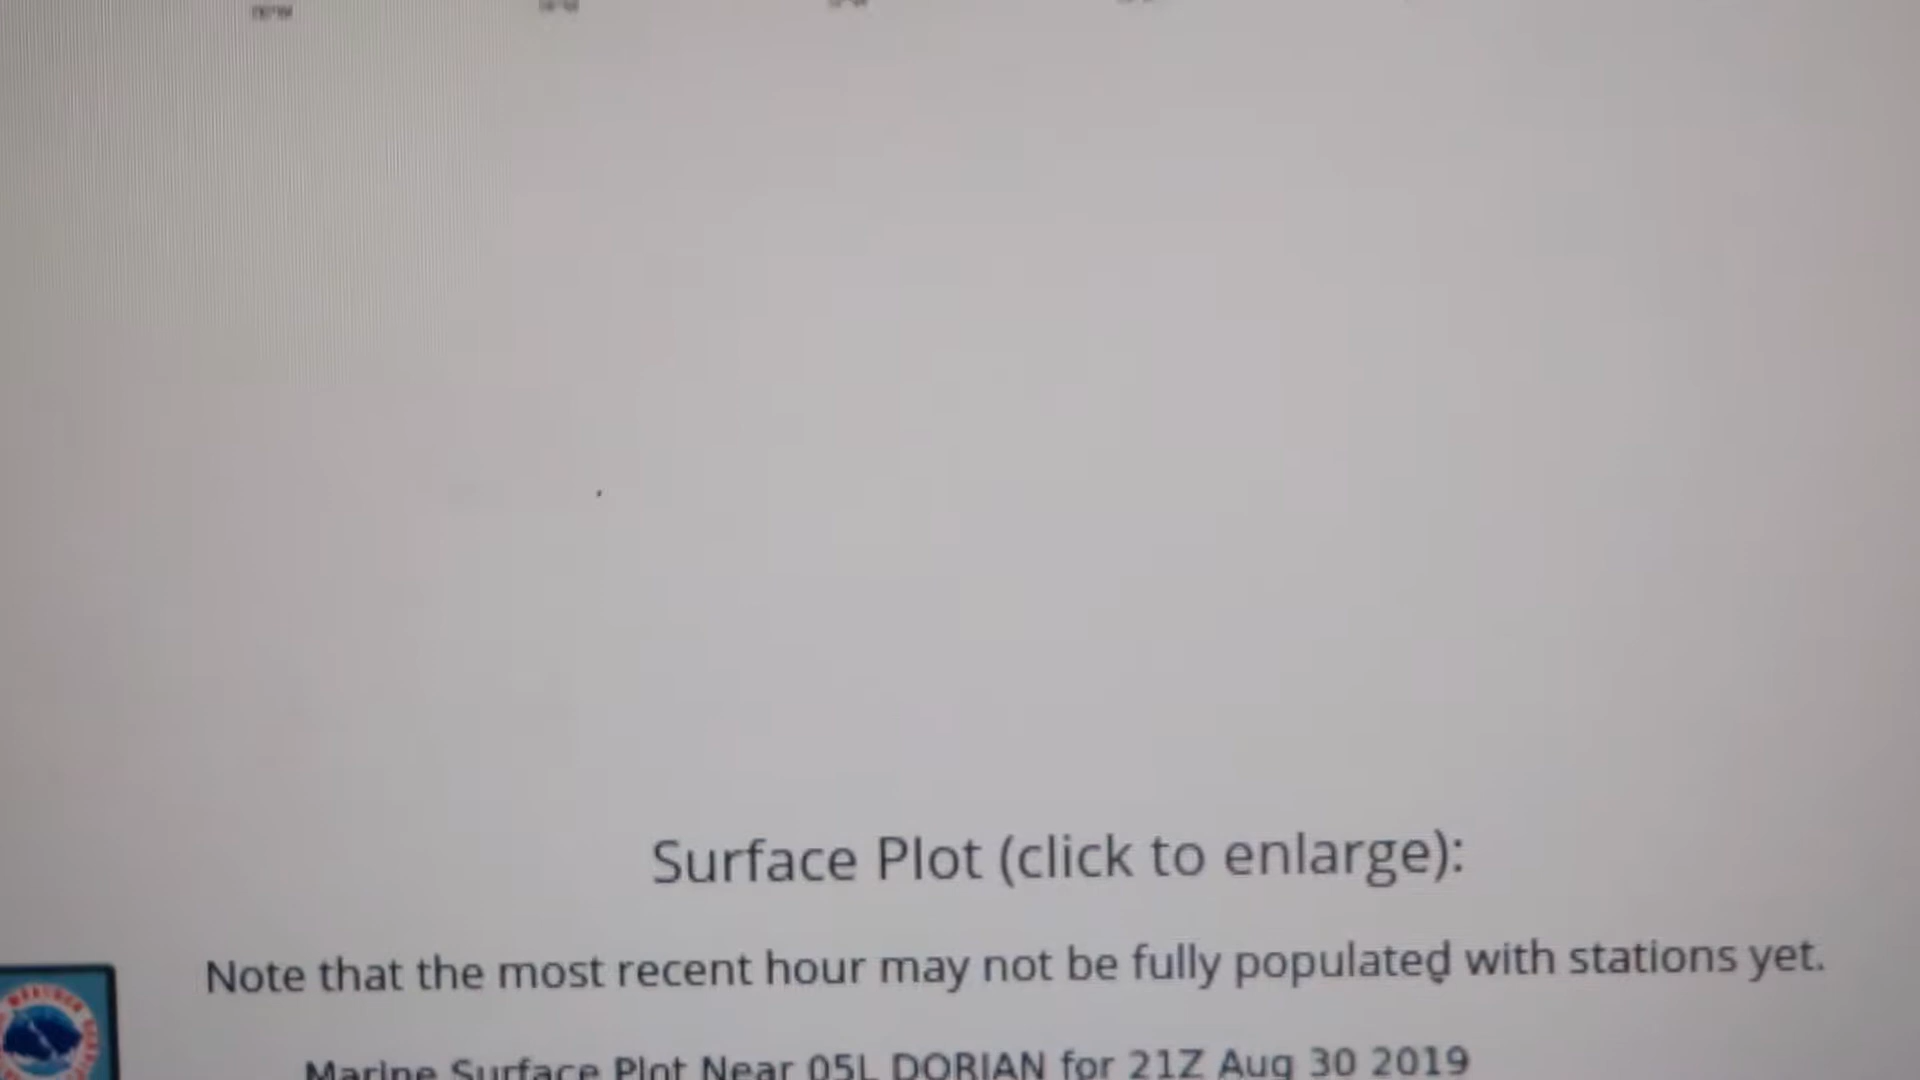 Surface Plot (click to enlarge):
Note that the most recent hour may not be fully populated with stations yet.
Marine Surface Plot Near 05L DORIAN for 21Z Aug 30 2019